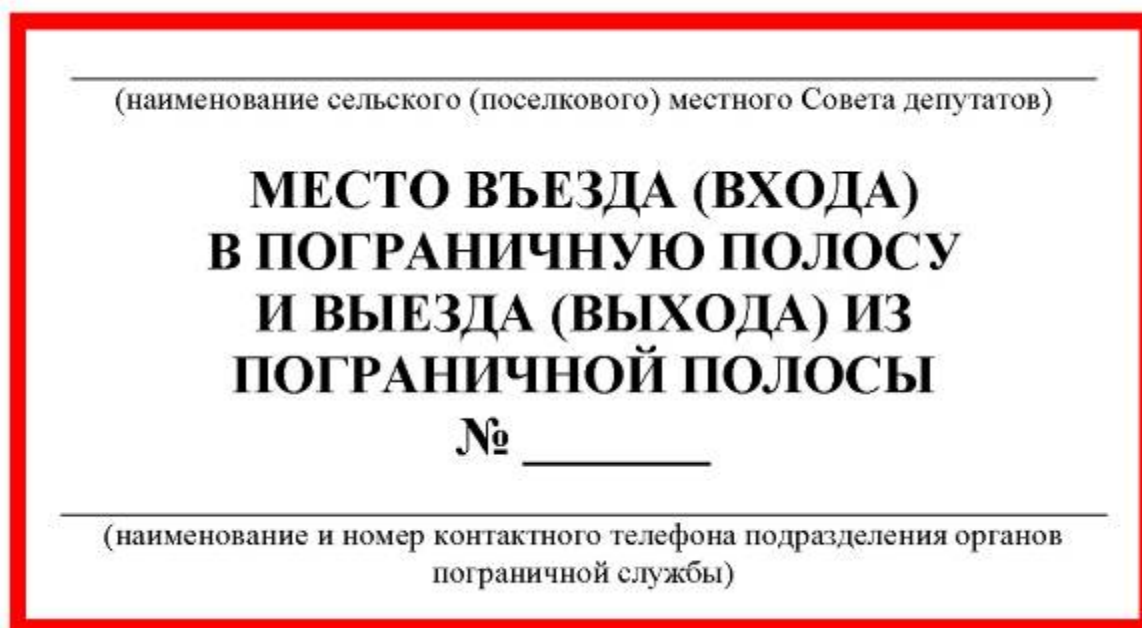 (наименование сельского (поселкового) местного Совета депутатов)
МЕСТО ВЪЕЗДА (ВХОДА)
В ПОГРАНИЧНУЮ ПОЛОСУ
И ВЫЕЗДА (ВЫХОДА) ИЗ
ПОГРАНИЧНОЙ ПОЛОСЫ
№ _______
(наименование и номер контактного телефона подразделения органов
пограничной службы)